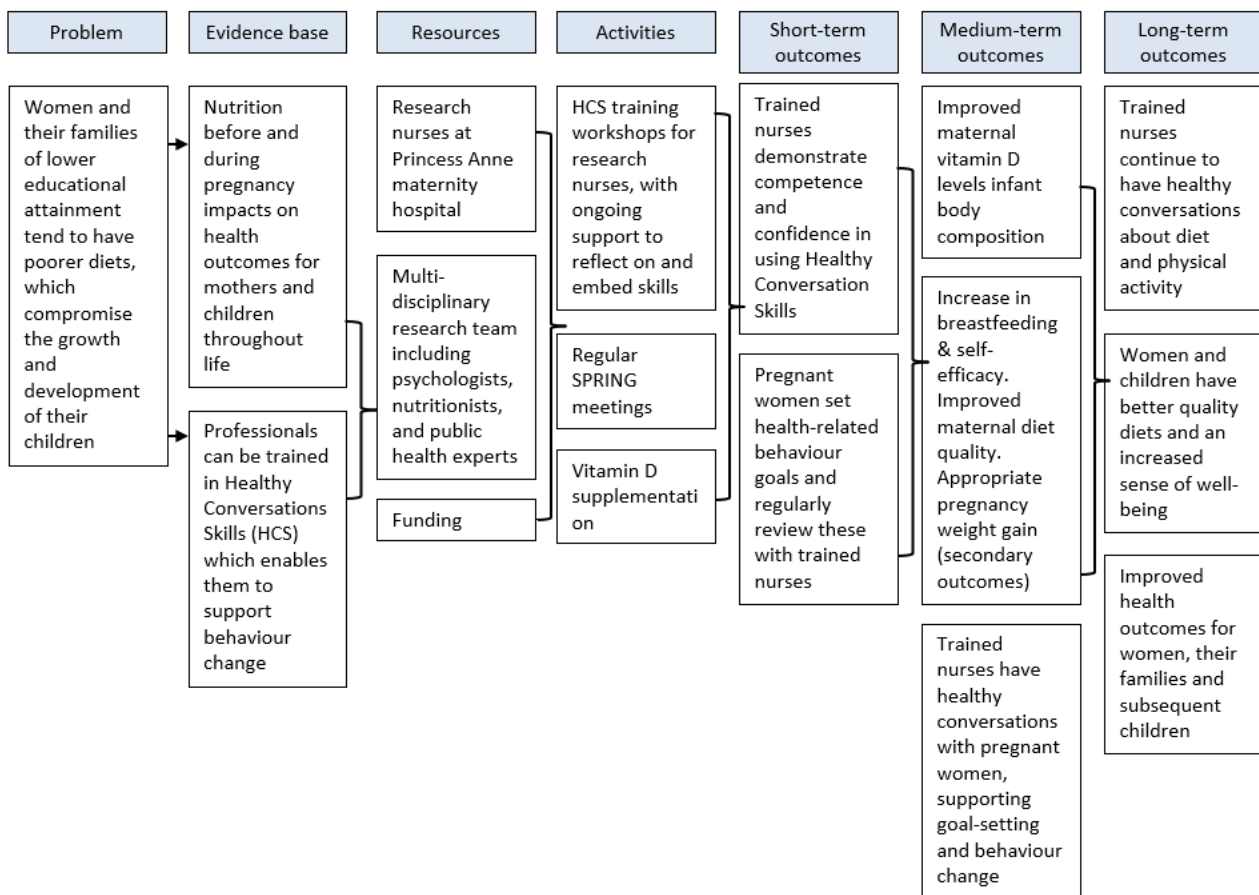 Problem
Evidence base
Resources
Activities
Short-term
outcomes
Medium-term
outcomes
Long-term
outcomes
Women and
their families
of lower
educational
attainment
tend to have
poorer diets,
which
compromise
the growth
and
development
of their
children
Nutrition
before and
during
pregnancy
impacts on
health
outcomes for
mothers and
children
throughout
life
Professionals
can be trained
in Healthy
Conversations
Skills (HCS)
which enables
them to
support
behaviour
change
Research
nurses at
Princess Anne
maternity
hospital
Multi-
disciplinary
research team
including
psychologists,
nutritionists,
and public
health experts
Funding
HCS training
workshops for
research
nurses, with
ongoing
support to
reflect on and
embed skills
Regular
SPRING
meetings
Vitamin D
supplementati
on
Trained
nurses
demonstrate
competence
and
confidence in
using Healthy
Conversation
Skills
Pregnant
women set
health-related
behaviour
goals and
regularly
review these
with trained
nurses
Improved
maternal
vitamin D
levels infant
body
composition
Increase in
breastfeeding
& self-
efficacy.
Improved
maternal diet
quality.
Appropriate
pregnancy
weight gain
(secondary
outcomes)
Trained
nurses have
healthy
conversations
with pregnant
women,
supporting
goal-setting
and behaviour
change
Trained
nurses
continue to
have healthy
conversations
about diet
and physical
activity
Women and
children have
better quality
diets and an
increased
sense of well-
being
Improved
health
outcomes for
women, their
families and
subsequent
children